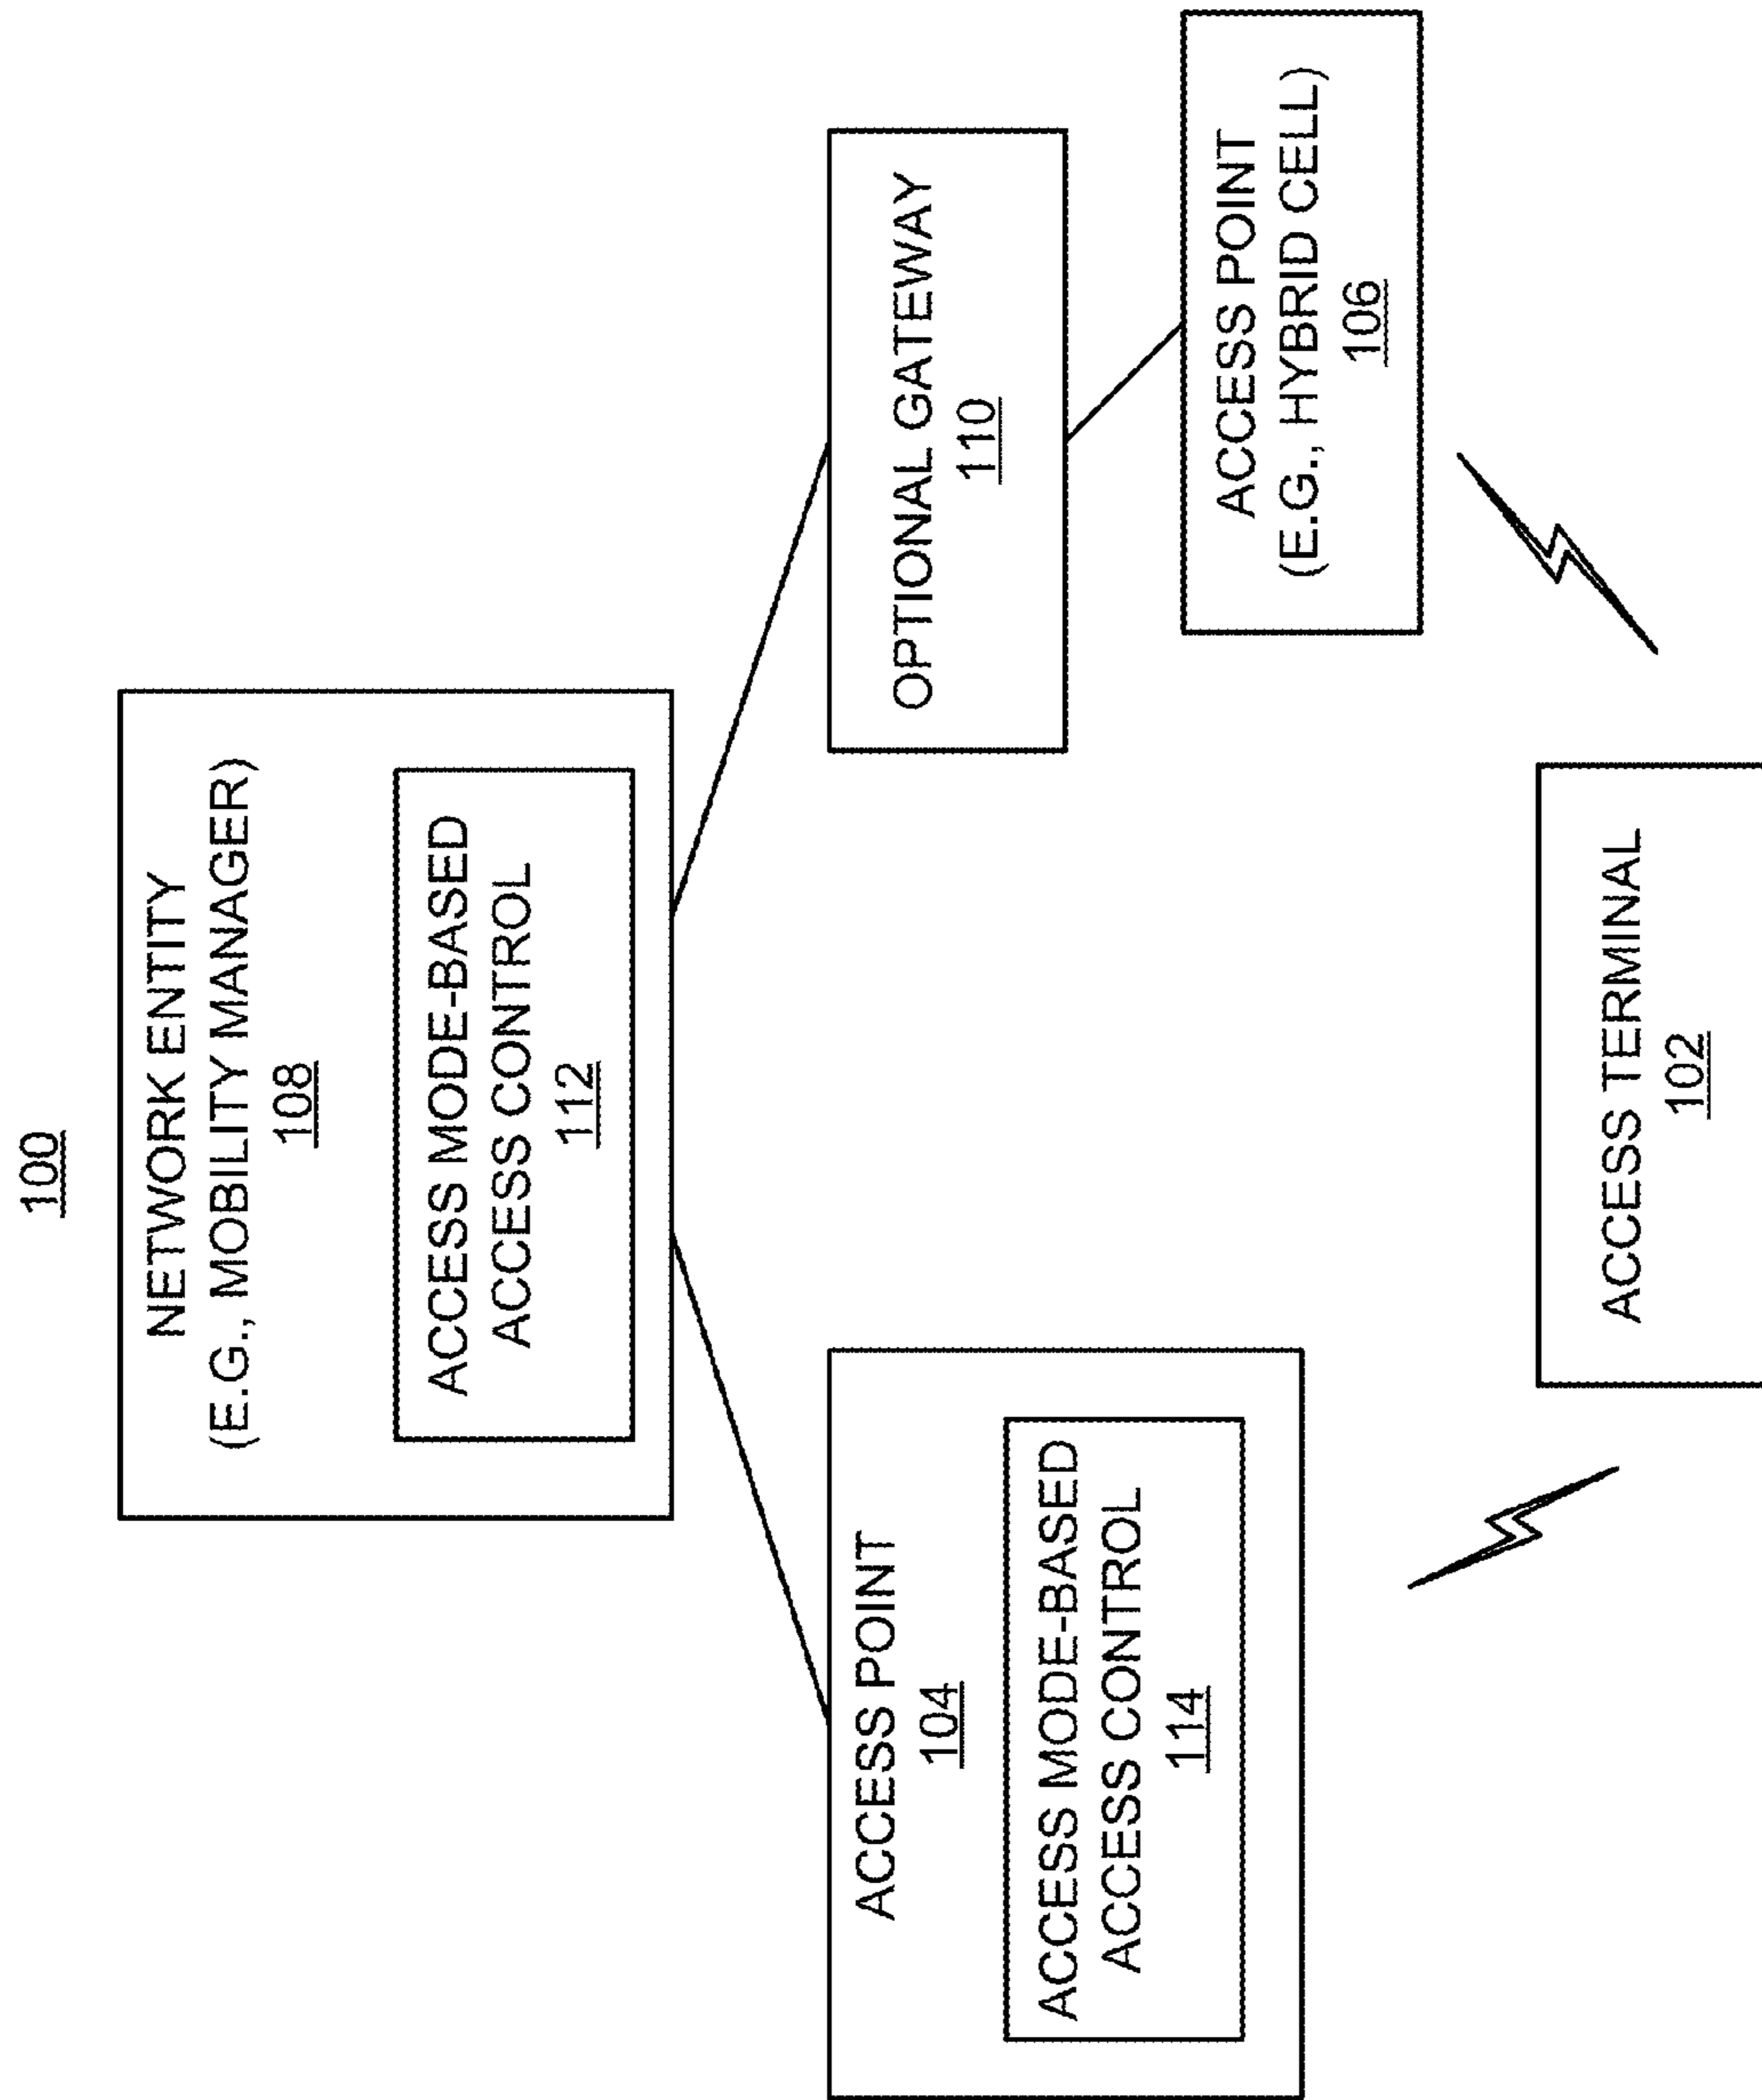 100
NETWORK ENTITY
(E.G., MOBILITY MANAGER)
108
ACCESS MODE-BASED
ACCESS CONTROL
112
ACCESS POINT
104
ACCESS MODE-BASED
ACCESS CONTROL
114
OPTIONAL GATEWAY
110
ACCESS POINT
(E.G., HYBRID CELL)
106
ACCESS TERMINAL
102